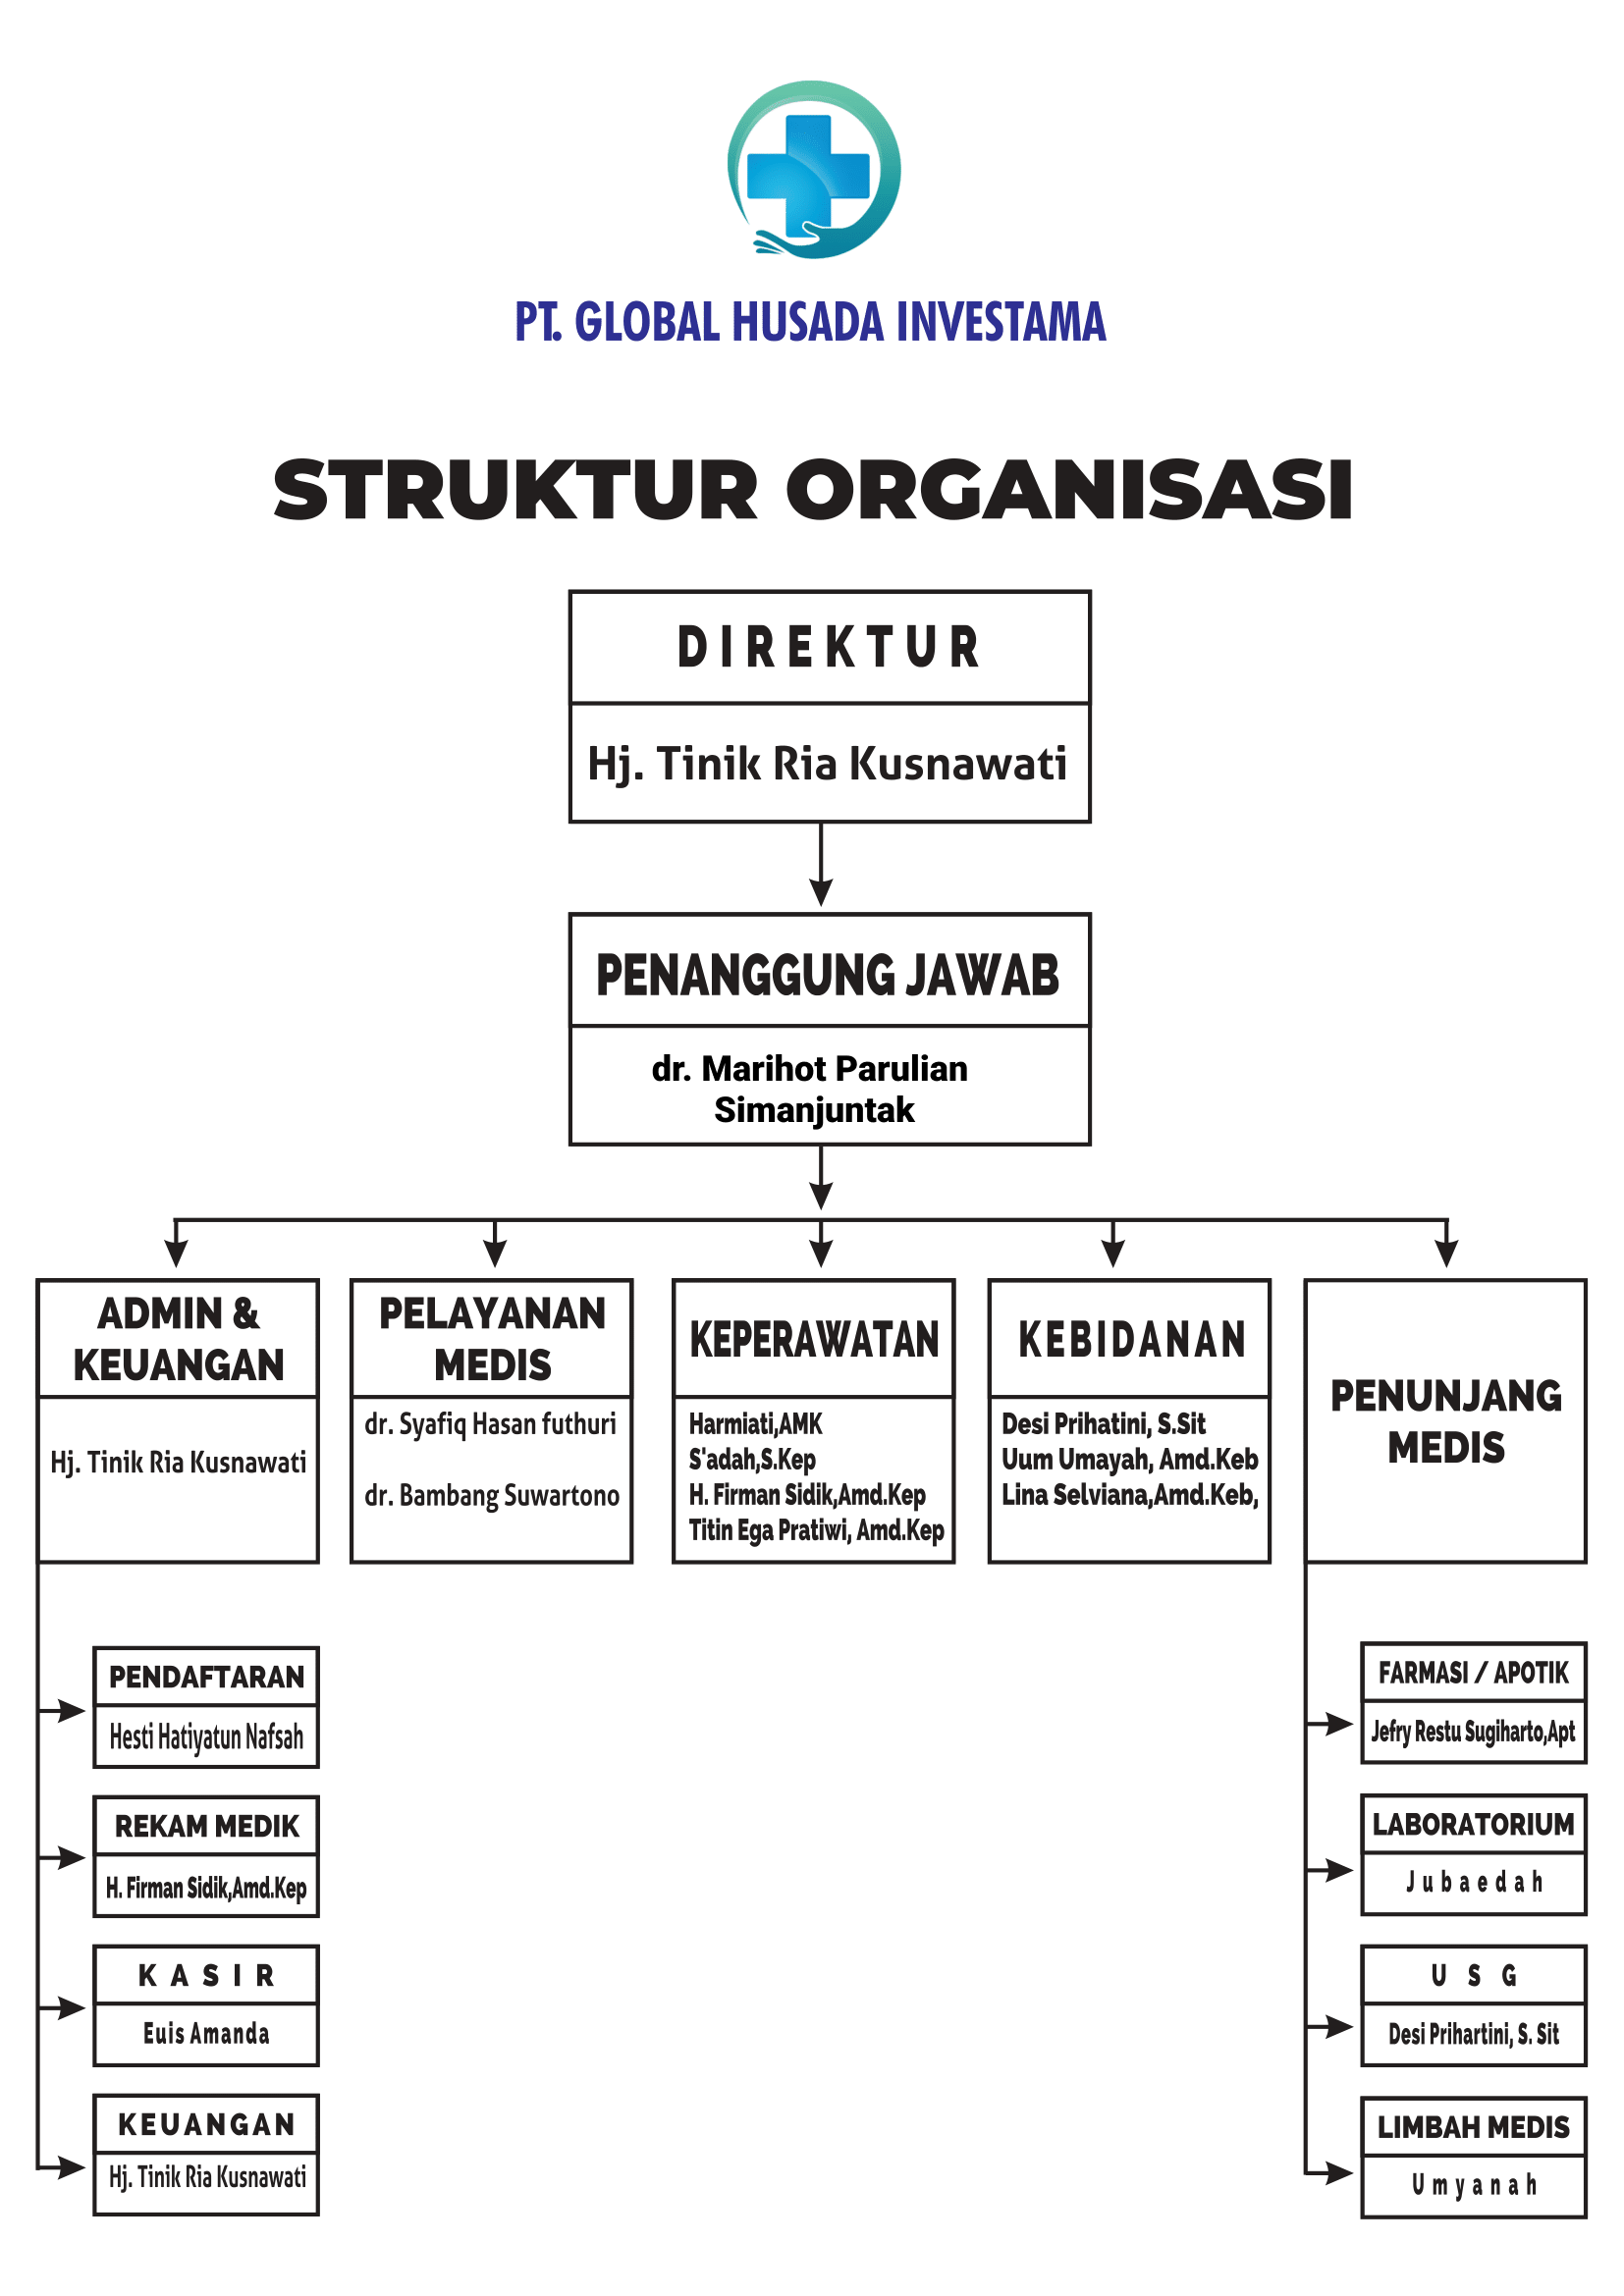 PT. GLOBAL HUSADA INVESTAMA
STRUKTUR ORGANISASI
DIREKTUR
Hj. Tinik Ria Kusnawati
PENANGGUNG JAWAB
dr. Marihot Parulian
Simanjuntak
ADMIN &
KEUANGAN
Hj. Tinik Ria Kusnawati
PELAYANAN
MEDIS
dr. Syafiq Hasan futhuri
dr. Bambang Suwartono
KEPERAWATAN
Harmiati,AMK
S'adah,S.Kep
H. Firman Sidik,Amd.Kep
Titin Ega Pratiwi, Amd.Kep
KEBIDANAN
Desi Prihatini, S.Sit
Uum Umayah, Amd.Keb
Lina Selviana,Amd.Keb,
PENUNJANG
MEDIS
PENDAFTARAN
Hesti Hatiyatun Nafsah
REKAM MEDIK
H. Firman Sidik,Amd.Kep
KASIR
Euis Amanda
KEUANGAN
Hj. Tinik Ria Kusnawati
FARMASI / APOTIK
Jefry Restu Sugiharto,Apt
LABORATORIUM
Jubaedah
USG
Desi Prihartini, S. Sit
LIMBAH MEDIS
Umyanah